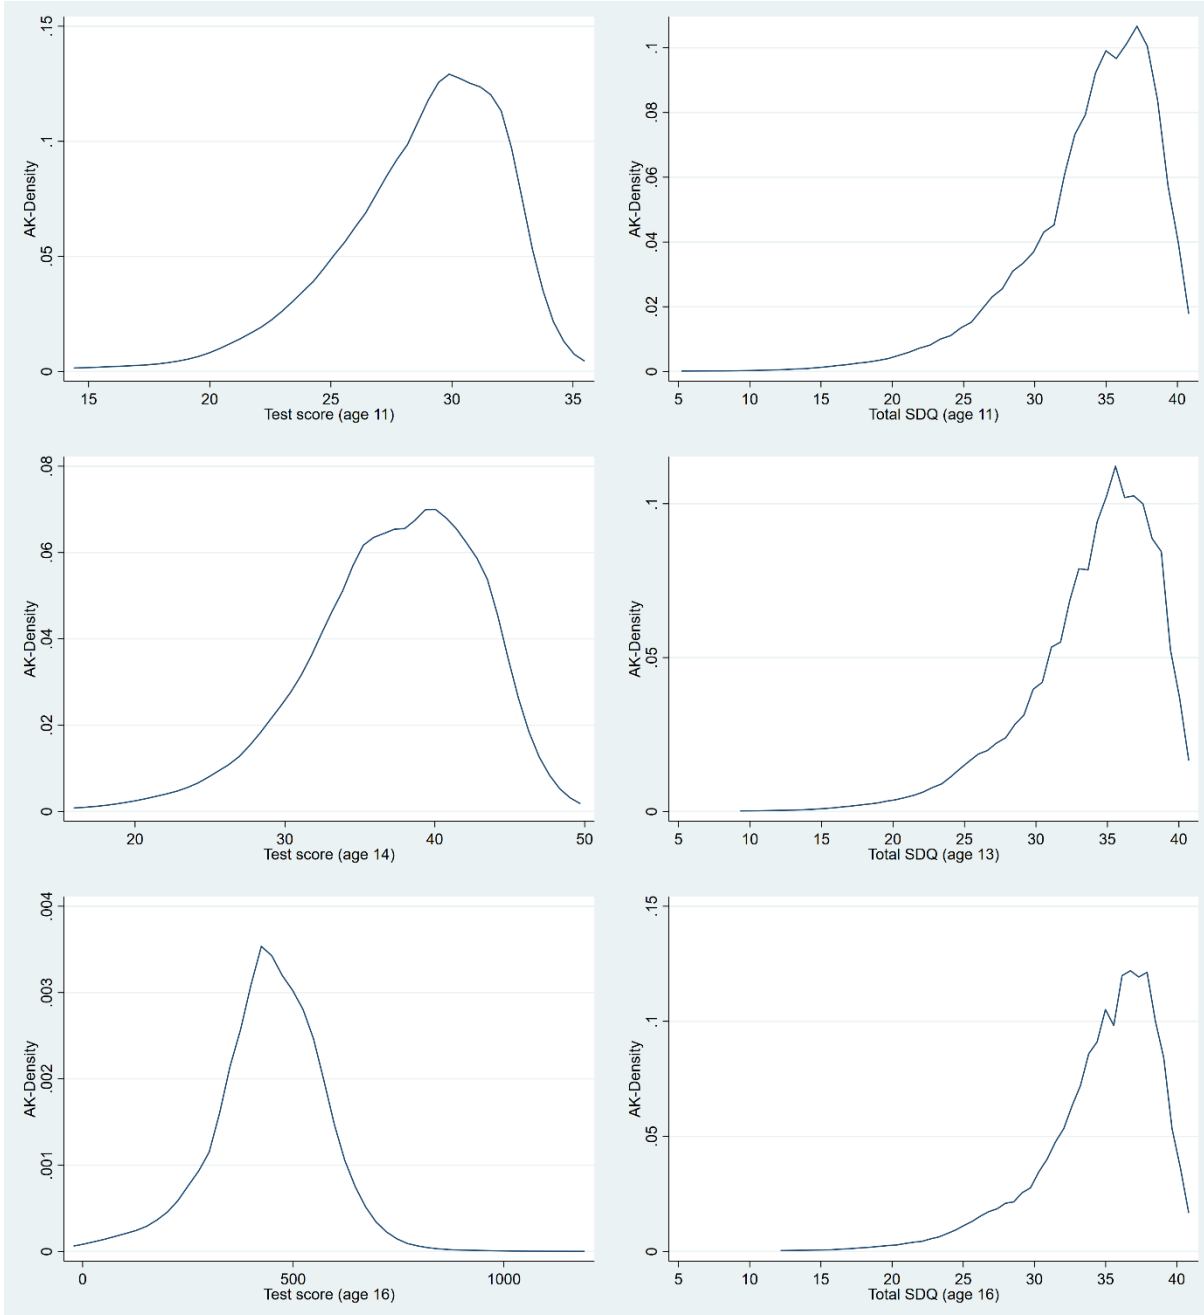 AK-Density
0 .05 .1 .15
15 20 25 30 35
Test score (age 11)
AK-Density
0 .02 .04 .06 .08 .1
5 10 15 20 25 30 35 40
Total SDQ (age 11)
AK-Density
0 .02 .04 .06 .08
20 30 40 50
Test score (age 14)
AK-Density
0 .05 .1
5 10 15 20 25 30 35 40
Total SDQ (age 13)
AK-Density
0 .001 .002 .003 .004
0 500 1000
Test score (age 16)
AK-Density
0 .05 .1 .15
5 10 15 20 25 30 35 40
Total SDQ (age 16)